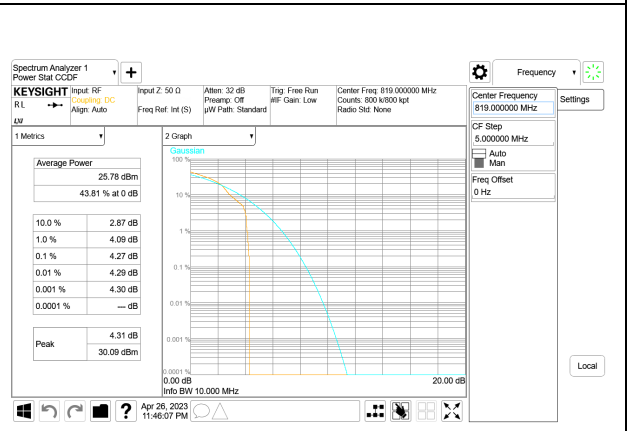 Spectrum Analyzer 1
Power Stat CCDF
Frequency
KEYSIGHT
RL
Input: RF
Coupling: DC
Align: Auto
Input Z: 50 Ω
Freq Ref: Int (S)
Atten: 32 dB
Preamp: Off
µW Path: Standard
Trig: Free Run
#IF Gain: Low
Center Freq: 819.000000 MHz
Counts: 800 k/800 kpt
Radio Std: None
Center Frequency
819.000000 MHz
Settings
CF Step
5.000000 MHz
Auto
Man
Freq Offset
0 Hz
Local
1 Metrics
Average Power
25.78 dBm
43.81 % at 0 dB
10.0 % 2.87 dB
1.0 % 4.09 dB
0.1 % 4.27 dB
0.01 % 4.29 dB
0.001 % 4.30 dB
0.0001 % --- dB
Peak
4.31 dB
30.09 dBm
2 Graph
Gaussian
100 %
10 %
1 %
0.1 %
0.01 %
0.001 %
0.0001 %
0.00 dB 20.00 dB
Info BW 10.000 MHz
?
Apr 26, 2023
11:46:07 PM